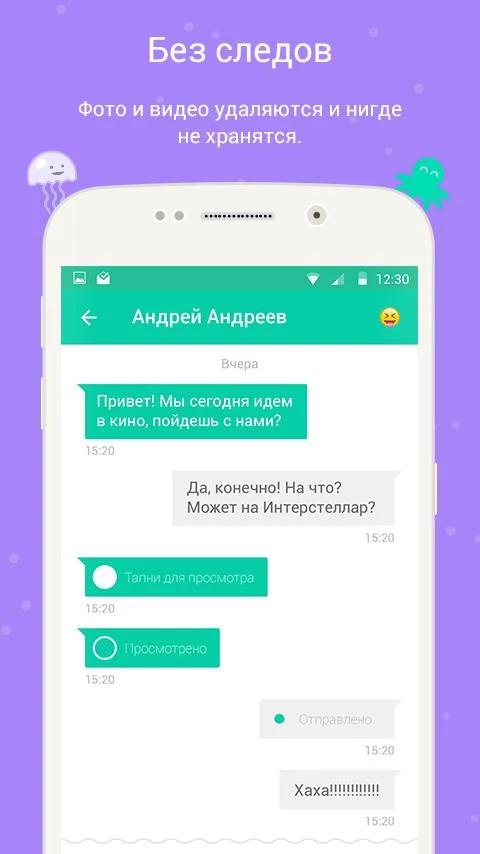 Без следов
Фото и видео удаляются и нигде
не хранятся.
12:30
Андрей Андреев
Вчера
Привет! Мы сегодня идем
в кино, пойдешь с нами?
15:20
Да, конечно! На что?
Может на Интерстеллар?
15:20
Тапни для просмотра
15:20
Просмотрено
15:20
Отправлено
15:20
Хаха!!!!!!!!!!!!
15:20